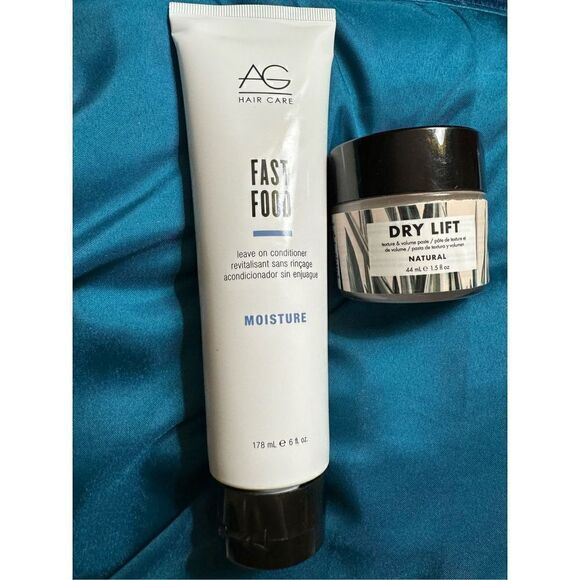 AG
HAIR CARE
FAST
FOOD
leave on conditioner
revitalisant sans rinçage
acondicionador sin enjuague
MOISTURE
178 mL e 6 fl. oz.
DRY LIFT
texture & volume paste / pâte de texture et
de volume / pasta de textura y volumen
NATURAL
44 mL e 1.5 fl oz